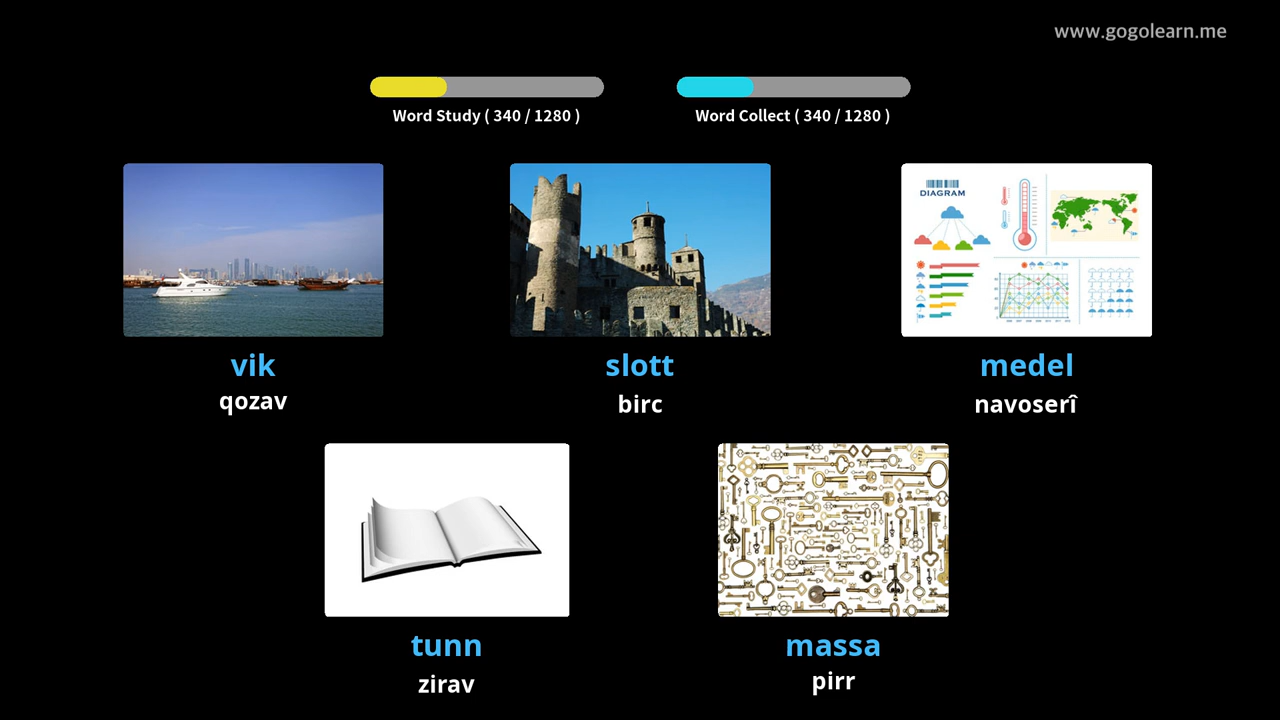 www.gogolearn.me
Word Study ( 340 / 1280 )
Word Collect ( 340 / 1280 )
DIAGRAM
vik
qozav
slott
birc
medel
navoserî
tunn
zirav
massa
pirr